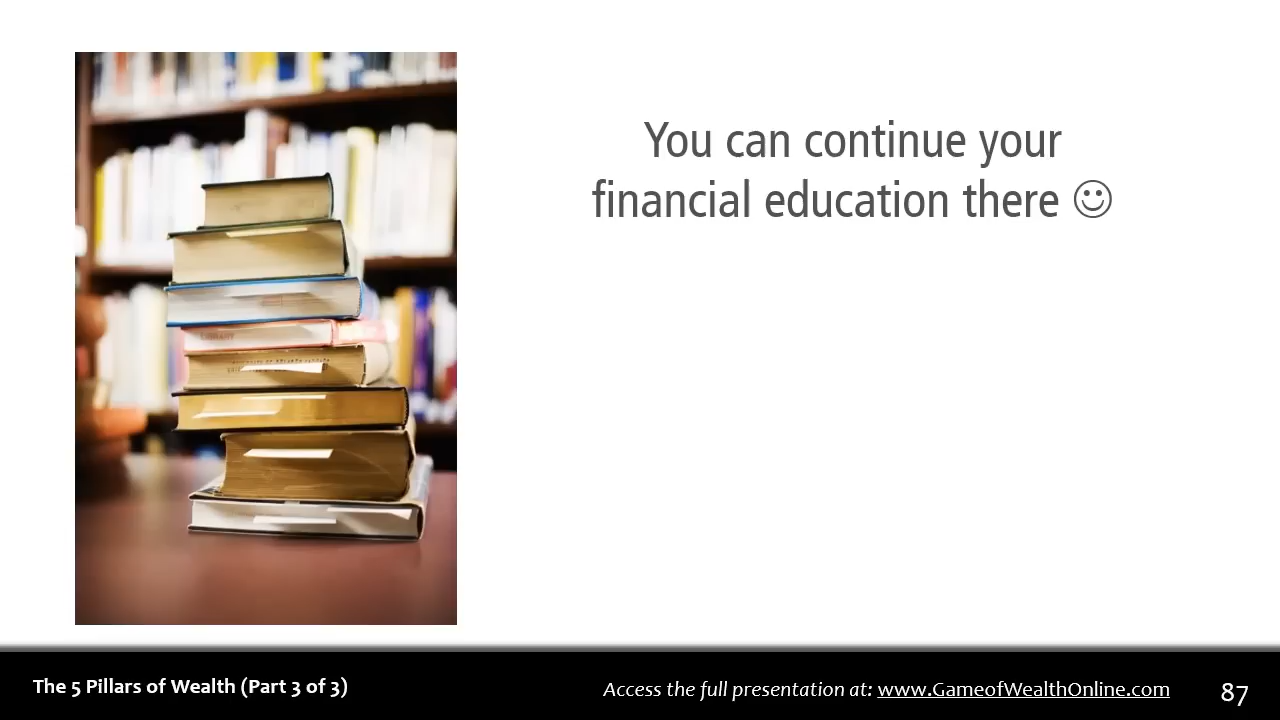 You can continue your
financial education there ☺
LIBRARY
The 5 Pillars of Wealth (Part 3 of 3)
Access the full presentation at: www.GameofWealthOnline.com
87